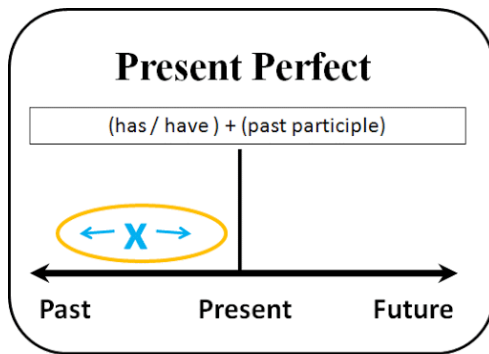 Present Perfect
(has / have ) + (past participle)
X
Past Present Future